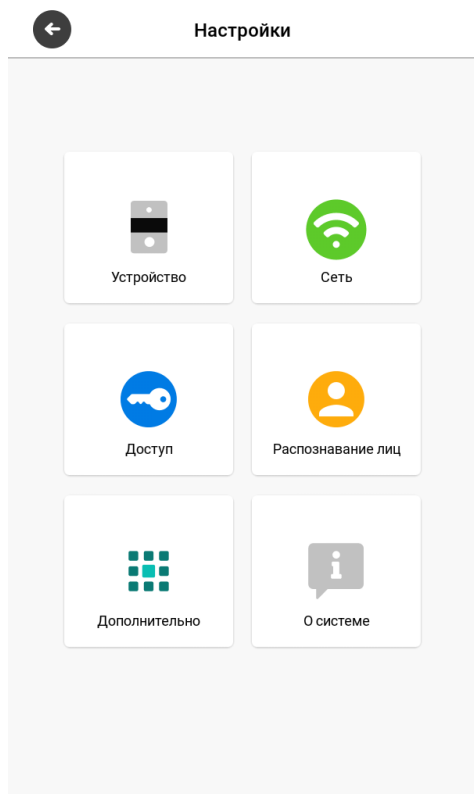 Настройки
Устройство
Сеть
Доступ
Распознавание лиц
Дополнительно
О системе